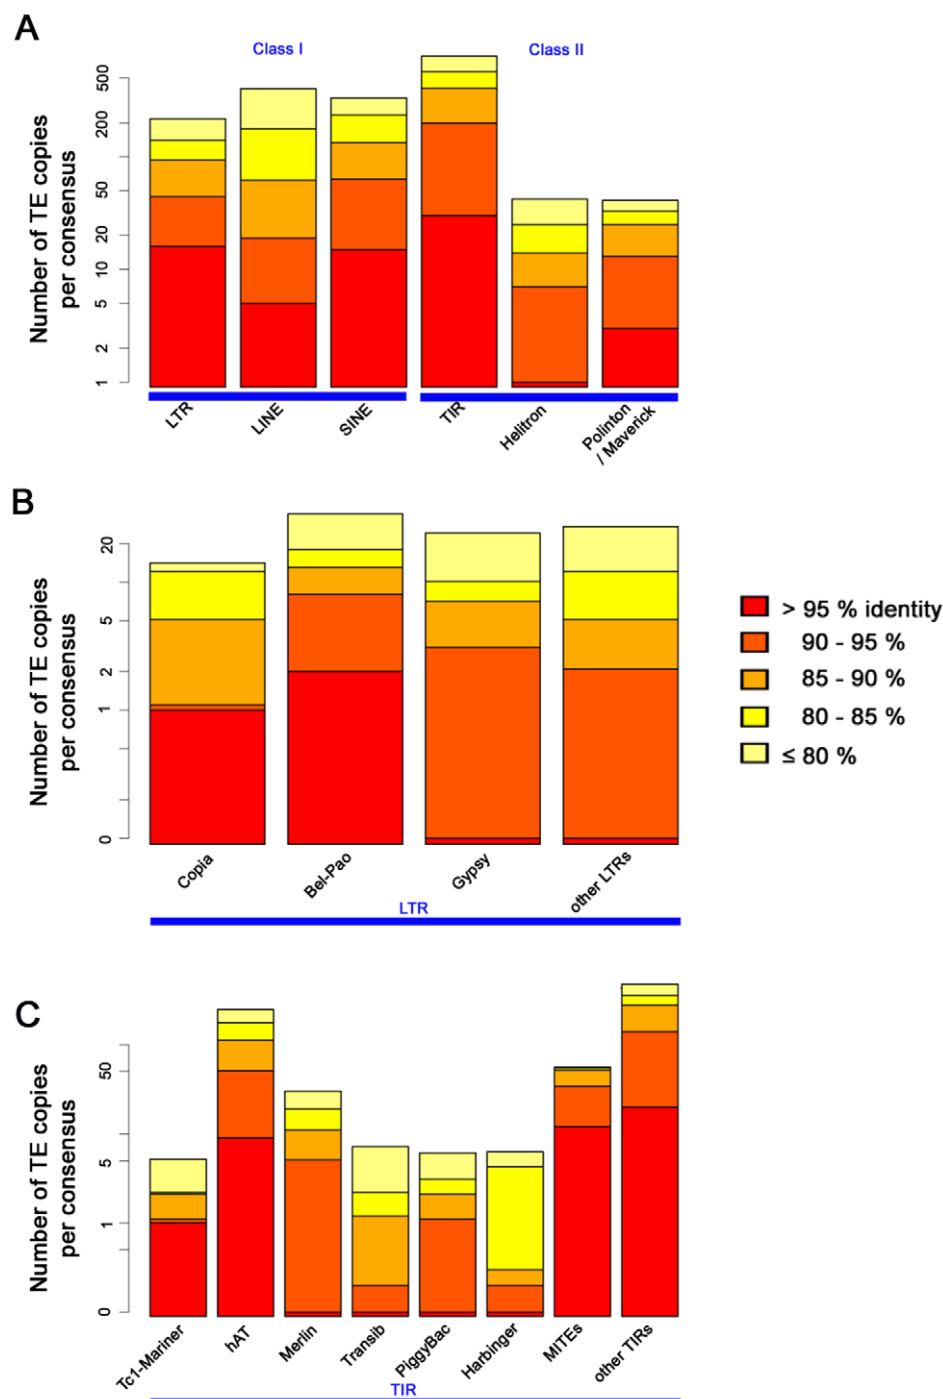 A
Class I
Class II
Number of TE copies
per consensus
500
200
50
20
10
5
2
1
LTR
LINE
SINE
TIR
Helitron
Polinton
/ Maverick
B
Number of TE copies
per consensus
20
5
2
1
0
Copia
Bel-Pao
Gypsy
other LTRs
LTR
> 95 % identity
90 - 95 %
85 - 90 %
80 - 85 %
≤ 80 %
C
Number of TE copies
per consensus
50
5
1
0
Tc1-Mariner
hAT
Merlin
Transib
PiggyBac
Harbinger
MITEs
other TIRs
TIR